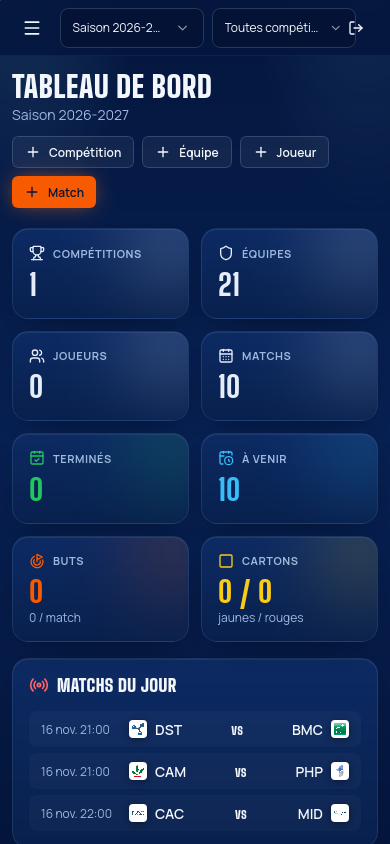 Saison 2026-2...
Toutes compéti...
TABLEAU DE BORD
Saison 2026-2027
Compétition
Équipe
Joueur
Match
COMPÉTITIONS
1
ÉQUIPES
21
JOUEURS
0
MATCHS
10
TERMINÉS
0
À VENIR
10
BUTS
0
0 / match
CARTONS
0 / 0
jaunes / rouges
MATCHS DU JOUR
16 nov. 21:00 DST VS BMC
16 nov. 21:00 CAM VS PHP
16 nov. 22:00 CAC VS MID